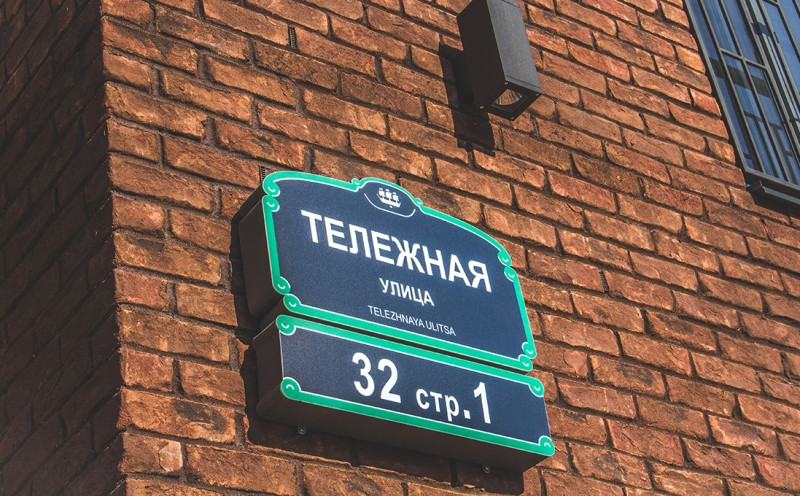 ТЕЛЕЖНАЯ
УЛИЦА
TELEZHNAYA ULITSA
32 стр.1